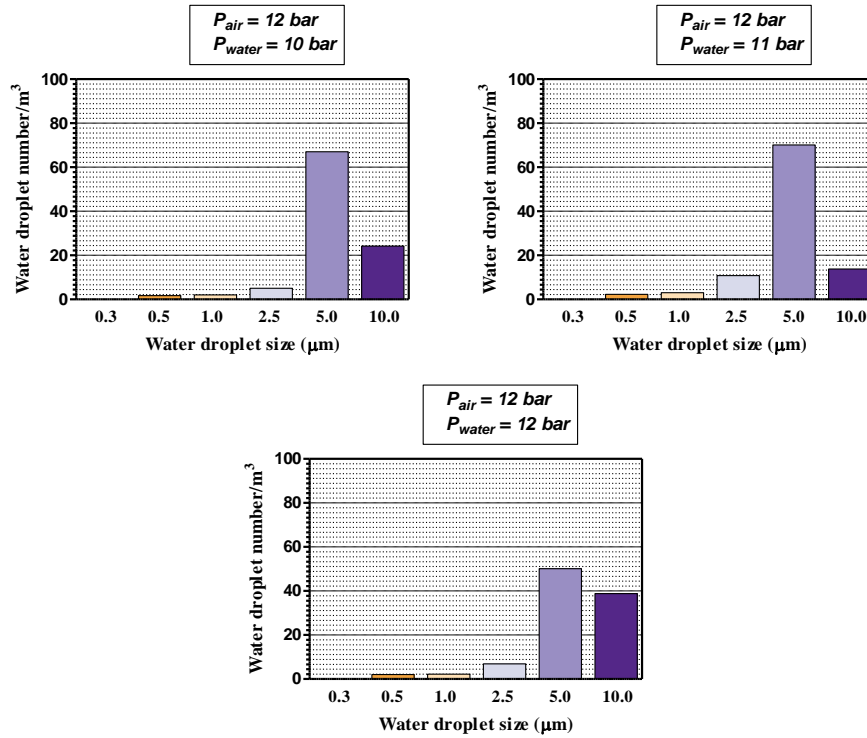 P_air = 12 bar
P_water = 10 bar
100
80
60
40
20
0
Water droplet number/m³
0.3 0.5 1.0 2.5 5.0 10.0
Water droplet size (μm)
P_air = 12 bar
P_water = 11 bar
100
80
60
40
20
0
Water droplet number/m³
0.3 0.5 1.0 2.5 5.0 10.0
Water droplet size (μm)
P_air = 12 bar
P_water = 12 bar
100
80
60
40
20
0
Water droplet number/m³
0.3 0.5 1.0 2.5 5.0 10.0
Water droplet size (μm)